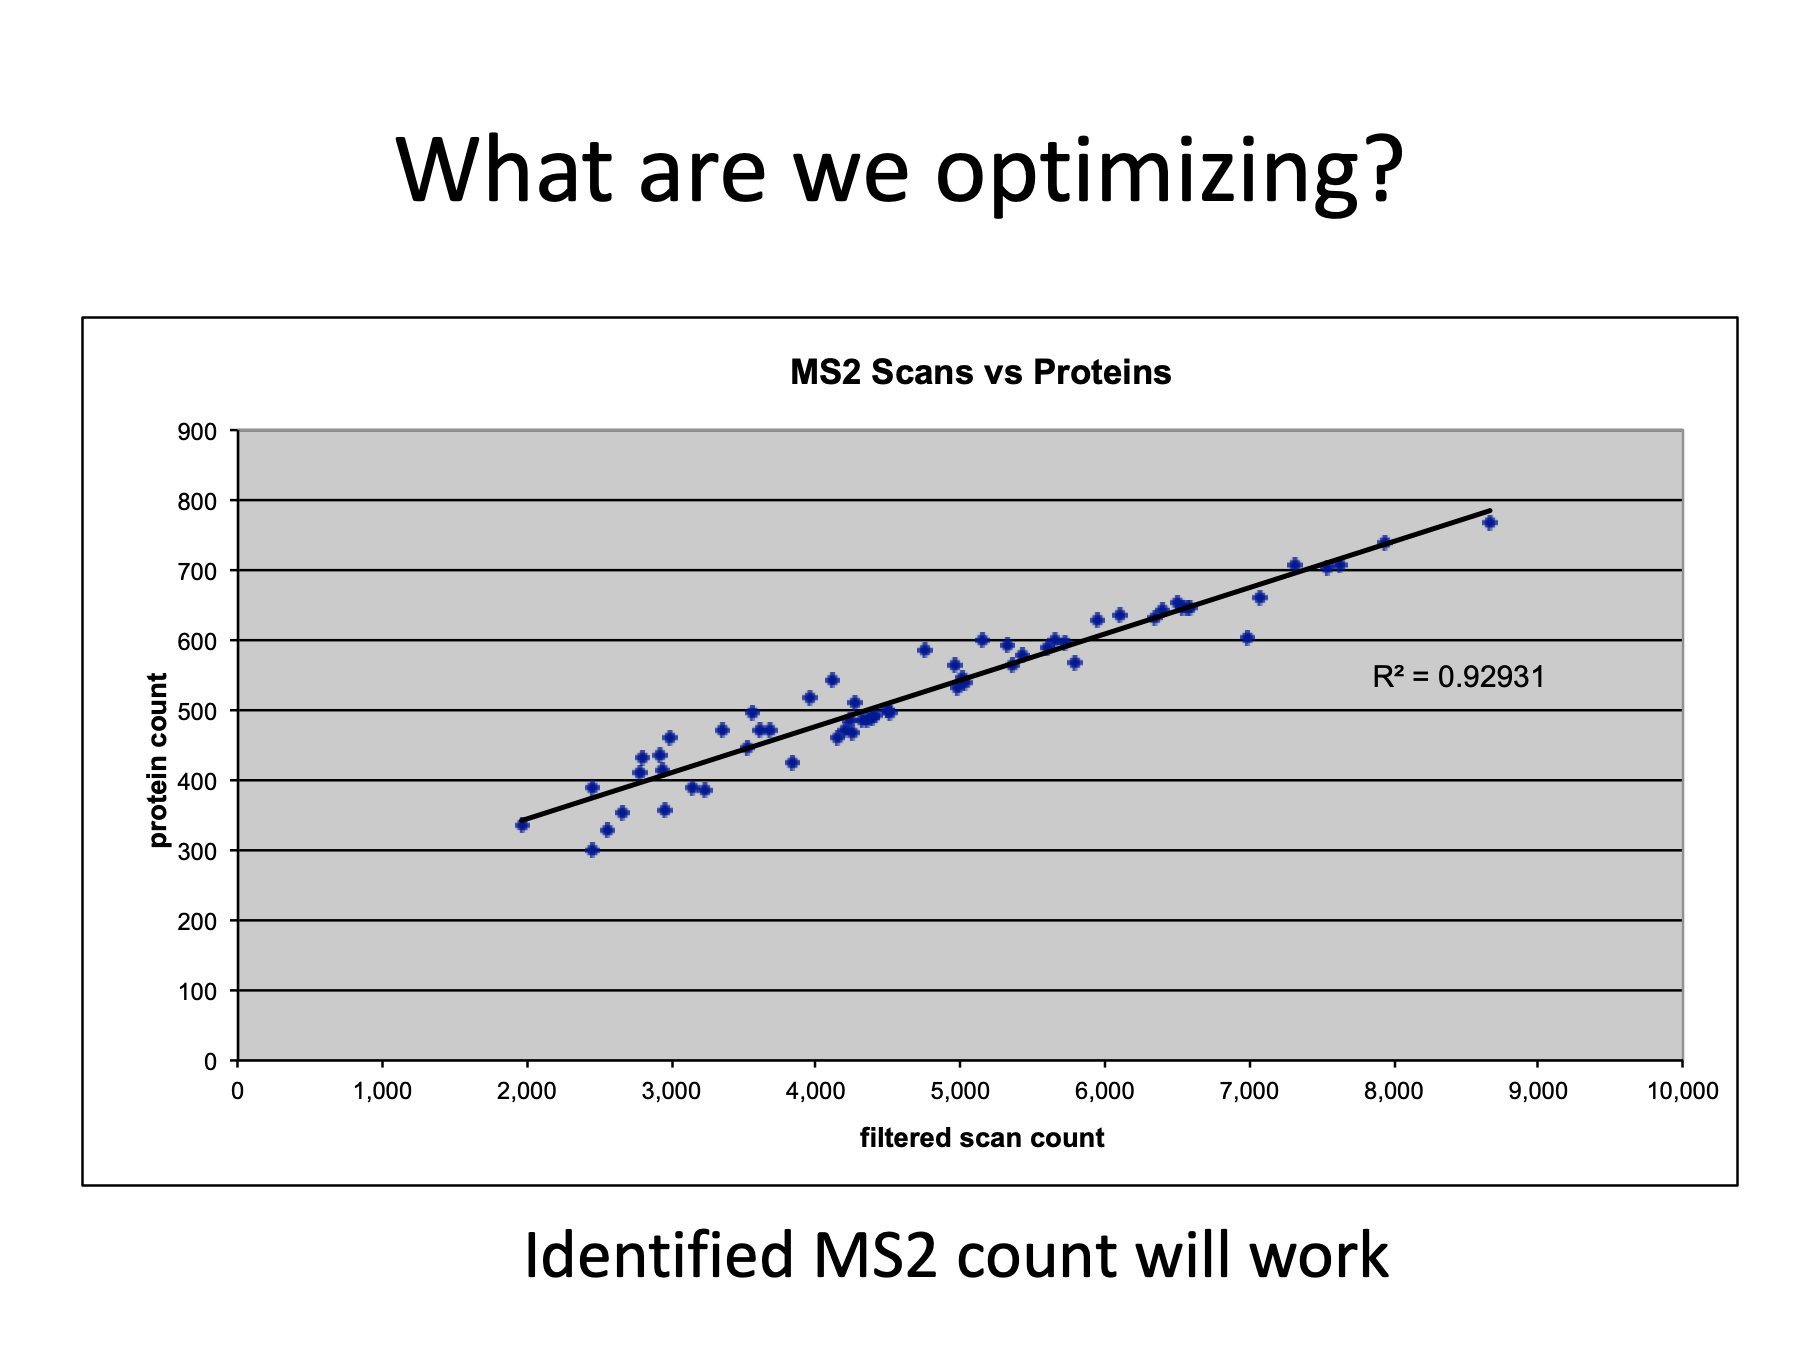 What are we optimizing?
MS2 Scans vs Proteins
900
800
700
600
500
400
300
200
100
0
protein count
R² = 0.92931
0 1,000 2,000 3,000 4,000 5,000 6,000 7,000 8,000 9,000 10,000
filtered scan count
Identified MS2 count will work